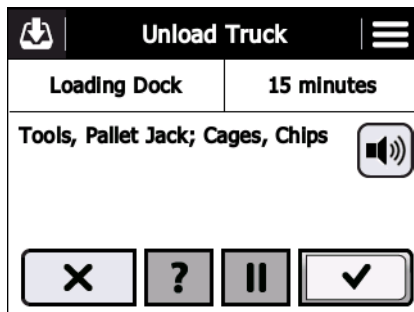 Unload Truck
Loading Dock
15 minutes
Tools, Pallet Jack; Cages, Chips
?